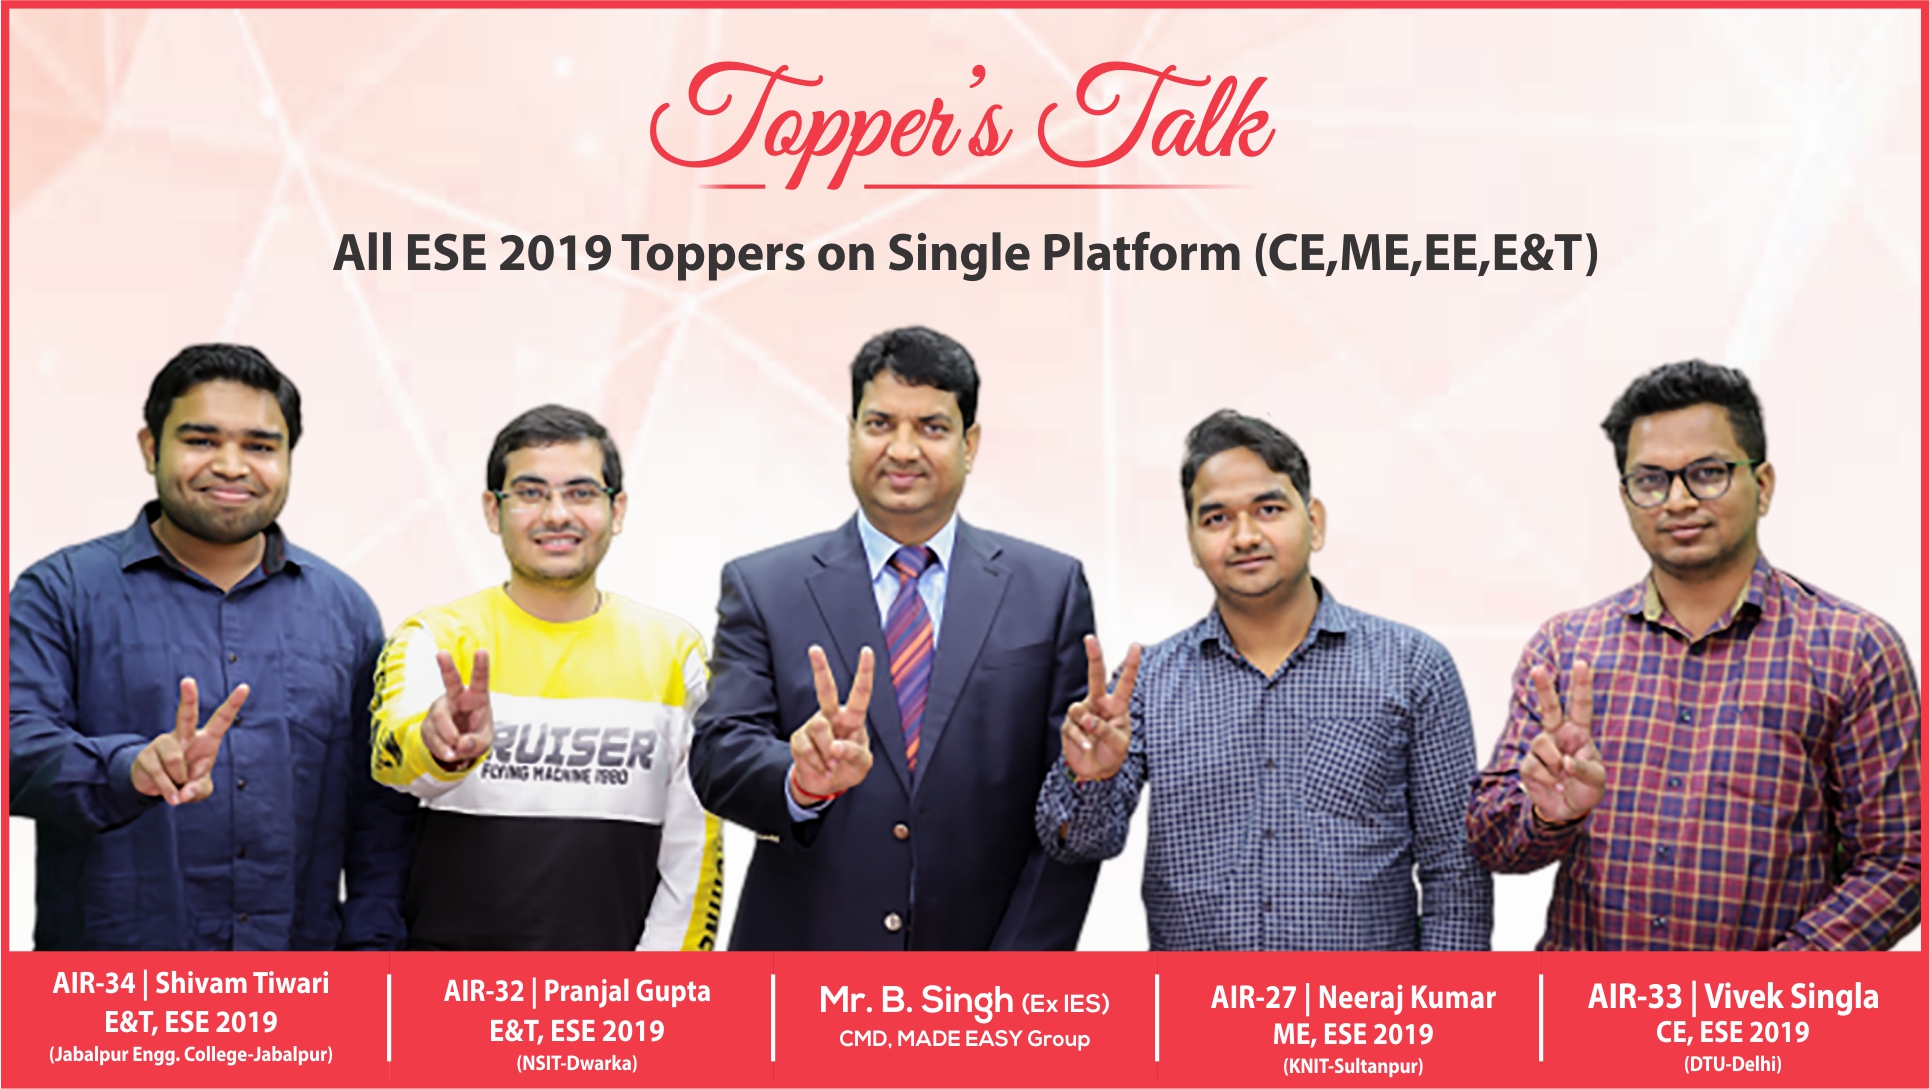 Topper's Talk
All ESE 2019 Toppers on Single Platform (CE,ME,EE,E&T)
RUISER
FLYING MACHINE 1980
AIR-34 | Shivam Tiwari
E&T, ESE 2019
(Jabalpur Engg. College-Jabalpur)
AIR-32 | Pranjal Gupta
E&T, ESE 2019
(NSIT-Dwarka)
Mr. B. Singh (Ex IES)
CMD, MADE EASY Group
AIR-27 | Neeraj Kumar
ME, ESE 2019
(KNIT-Sultanpur)
AIR-33 | Vivek Singla
CE, ESE 2019
(DTU-Delhi)